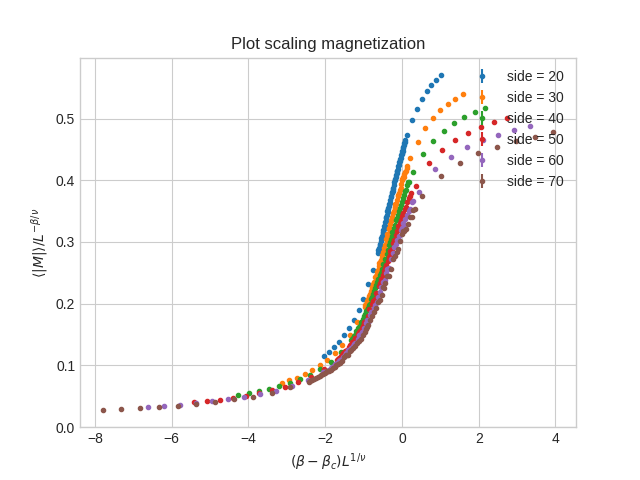 Plot scaling magnetization
⟨|M|⟩/L^{-β/ν}
0.5
0.4
0.3
0.2
0.1
0.0
side = 20
side = 30
side = 40
side = 50
side = 60
side = 70
−8 −6 −4 −2 0 2 4
(β − β_c)L^{1/ν}